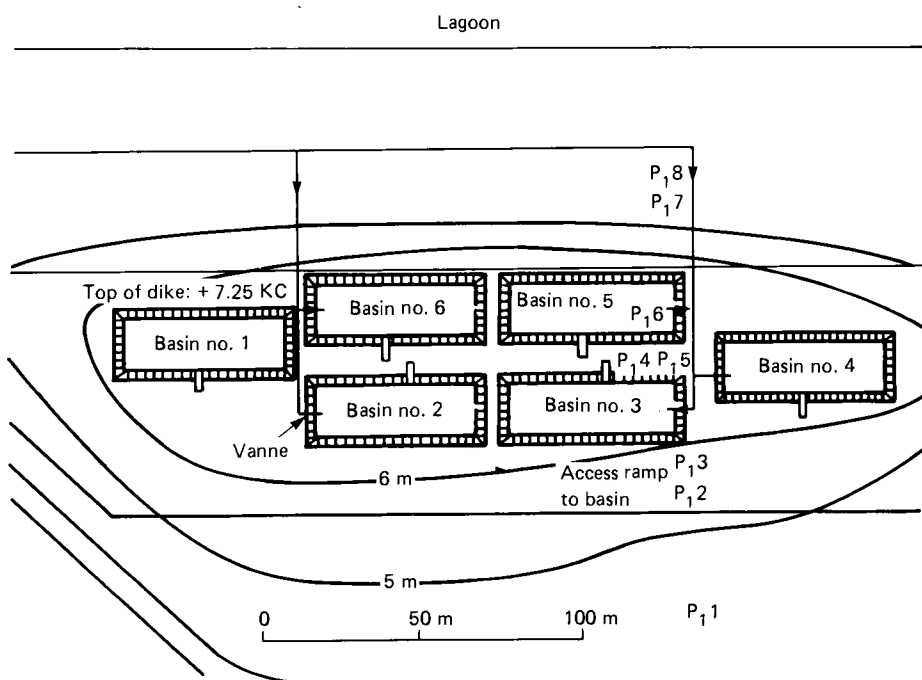 Lagoon
P₁8
P₁7
Top of dike: + 7.25 KC
Basin no. 6
Basin no. 5
P₁6
Basin no. 1
P₁4 P₁5
Basin no. 4
Basin no. 2
Basin no. 3
Vanne
6 m
Access ramp P₁3
to basin P₁2
5 m
0 50 m 100 m
P₁1